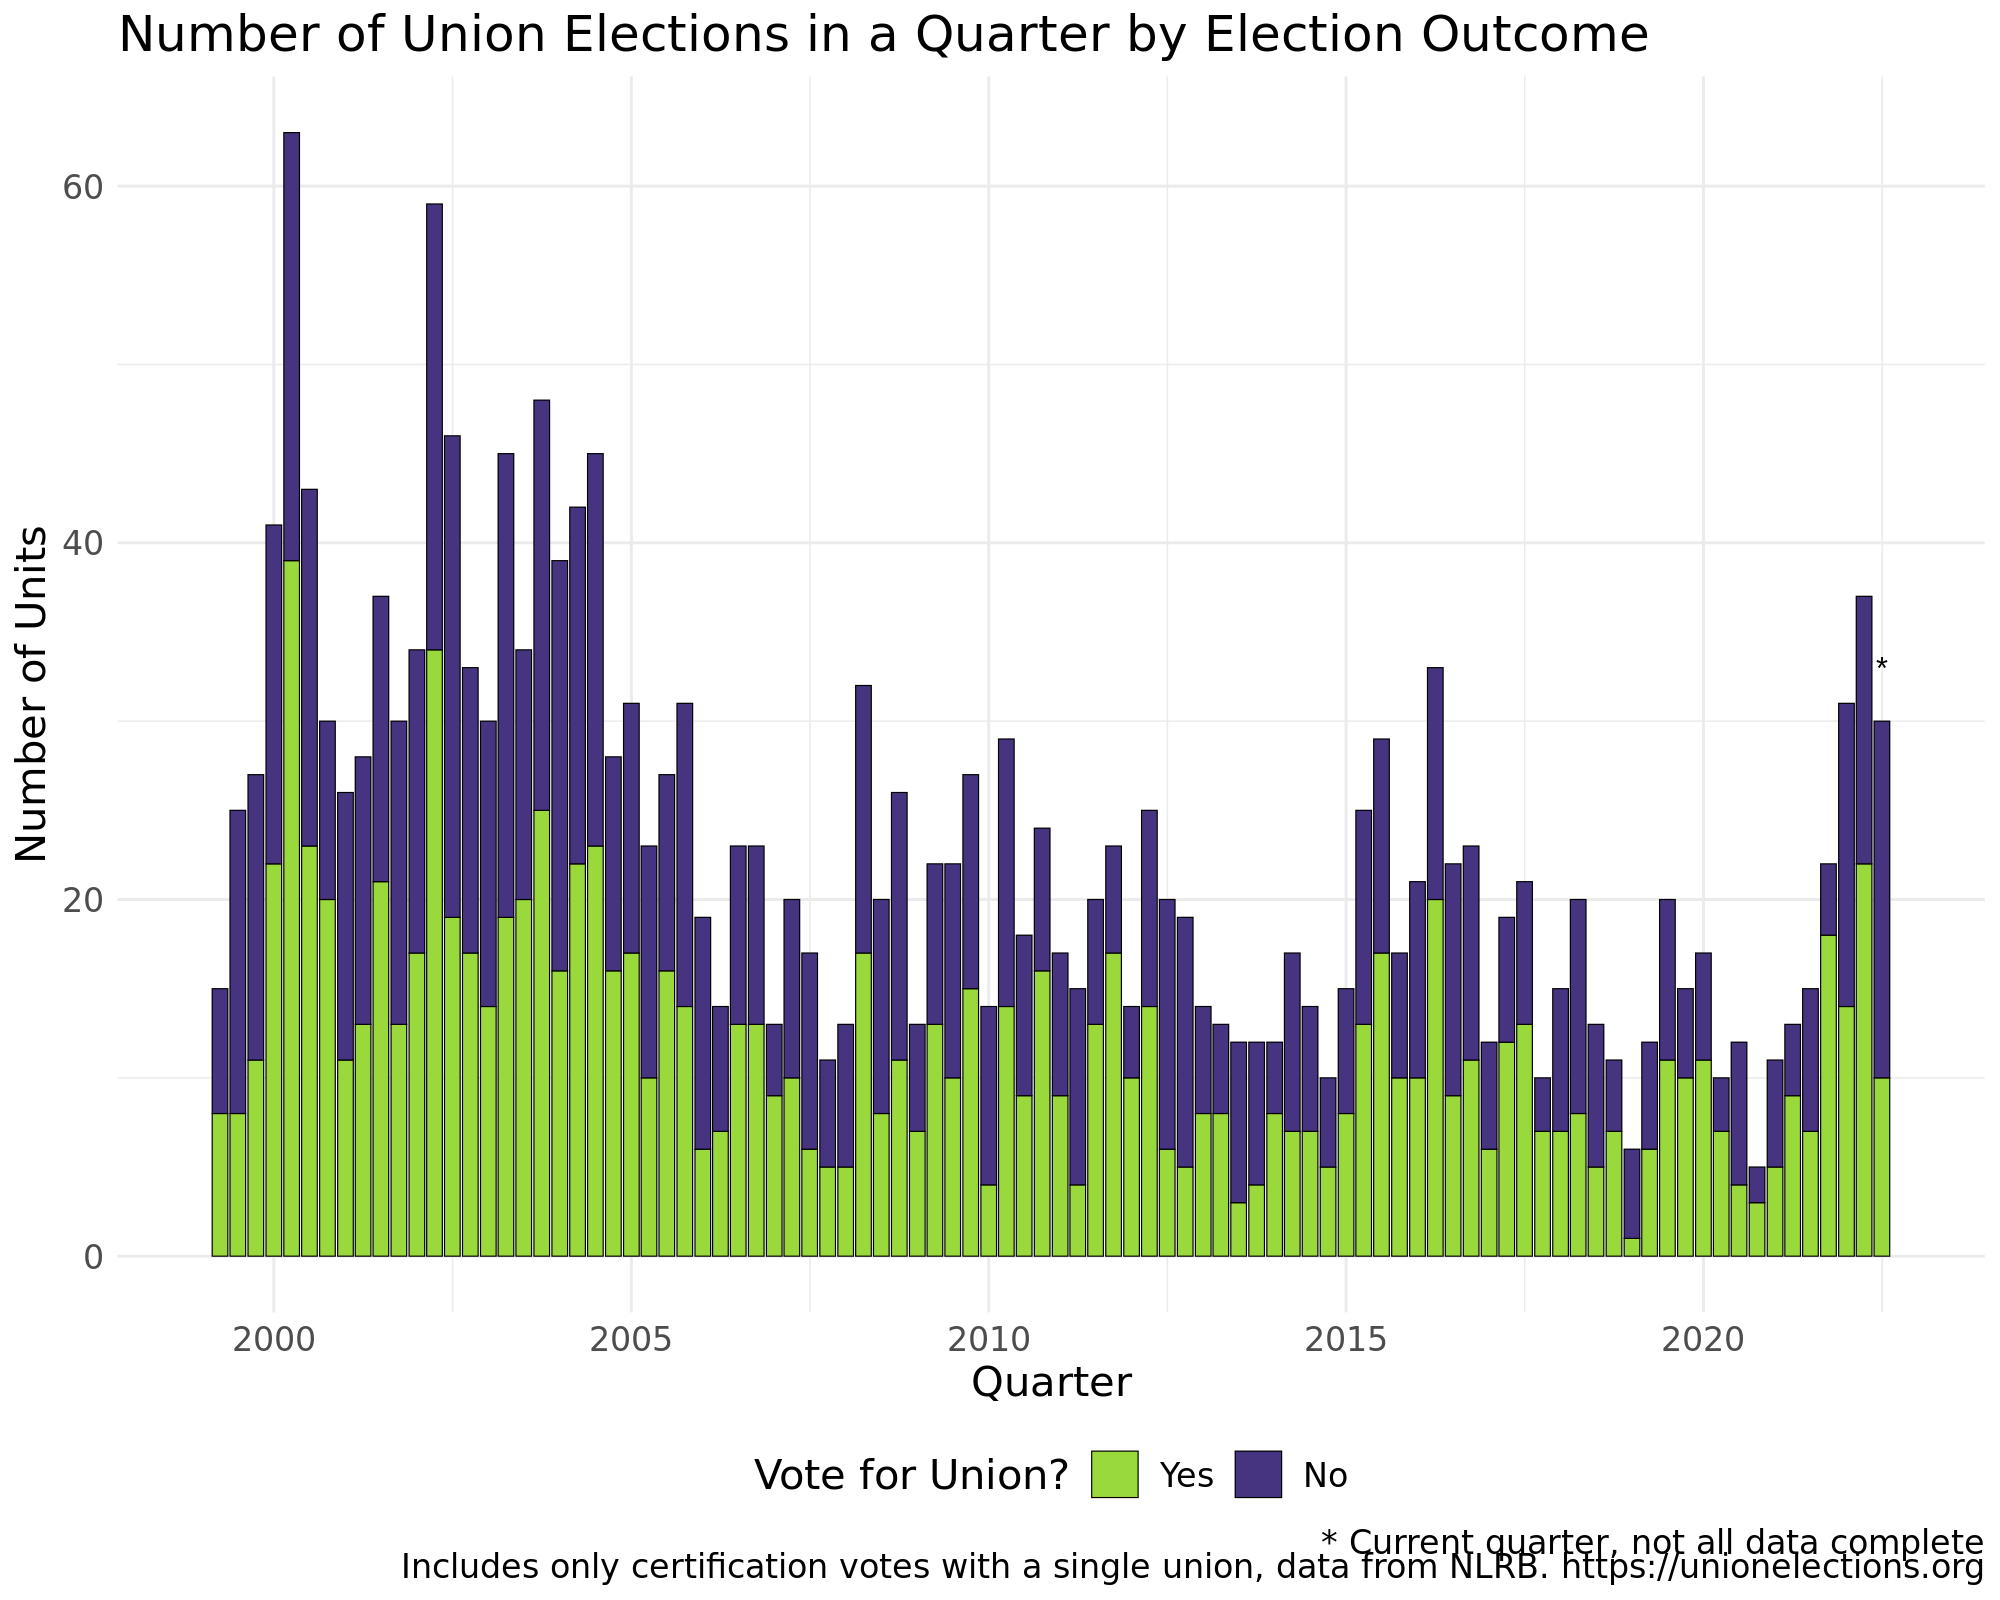 Number of Union Elections in a Quarter by Election Outcome
60
40
20
0
Number of Units
*
2000 2005 2010 2015 2020
Quarter
Vote for Union? Yes No
* Current quarter, not all data complete
Includes only certification votes with a single union, data from NLRB. https://unionelections.org